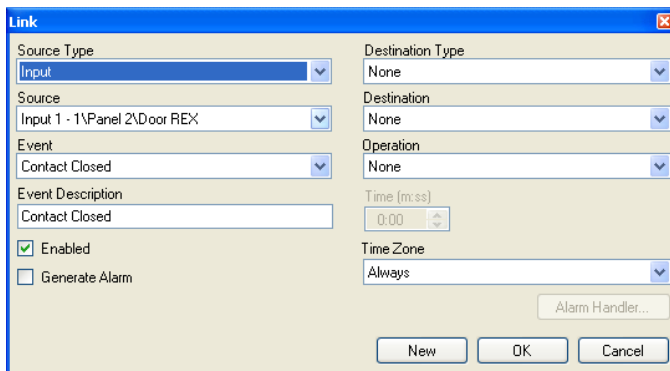 Link
Source Type
Input
Source
Input 1 - 1\Panel 2\Door REX
Event
Contact Closed
Event Description
Contact Closed
Enabled
Generate Alarm
Destination Type
None
Destination
None
Operation
None
Time (m:ss)
0:00
Time Zone
Always
Alarm Handler...
New
OK
Cancel